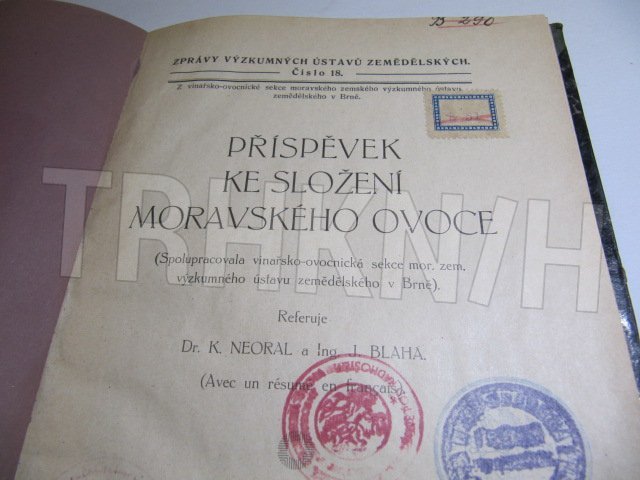 B 290
ZPRÁVY VÝZKUMNÝCH ÚSTAVŮ ZEMĚDĚLSKÝCH.
Číslo 18.
Z vinařsko-ovocnické sekce moravského zemského výzkumného ústavu
zemědělského v Brně.
PŘÍSPĚVEK
KE SLOŽENÍ
MORAVSKÉHO OVOCE
(Spolupracovala vinařsko-ovocnická sekce mor. zem.
výzkumného ústavu zemědělského v Brně).
Referuje
Dr. K. NEORAL a Ing. J. BLAHA.
(Avec un résumé en français)
TRHKNIH